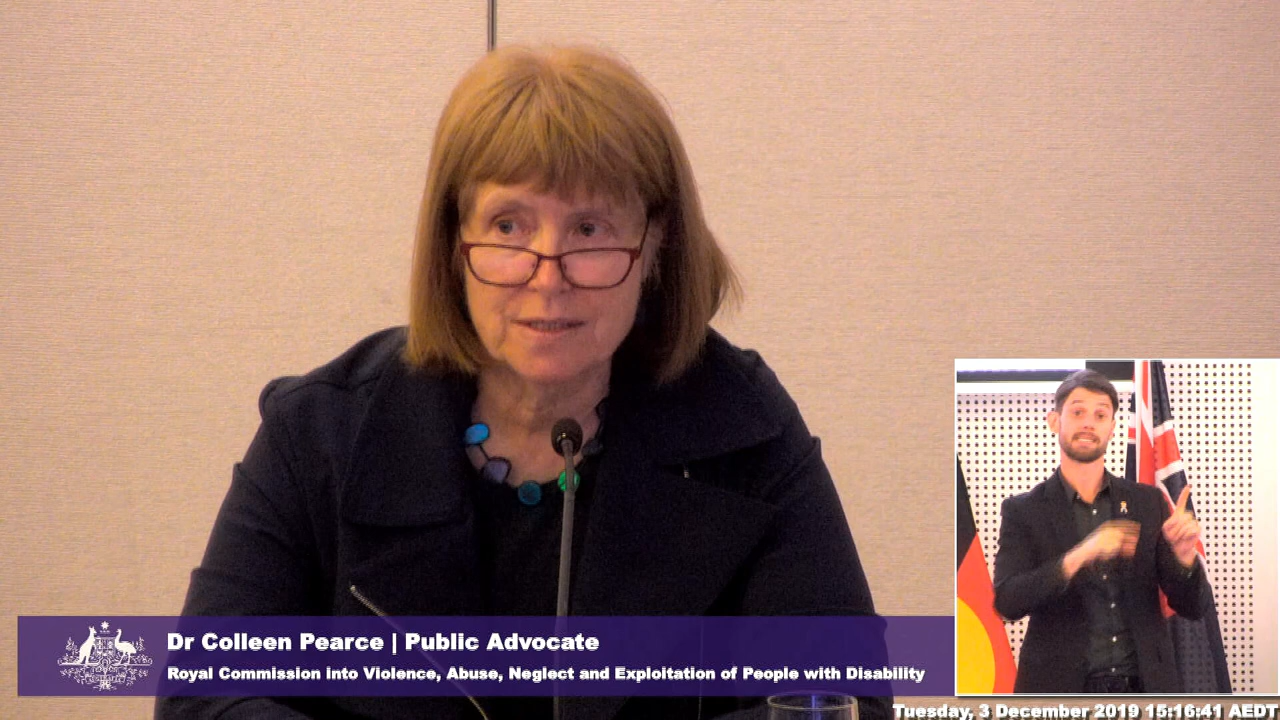 Dr Colleen Pearce | Public Advocate
Royal Commission into Violence, Abuse, Neglect and Exploitation of People with Disability
Tuesday, 3 December 2019 15:16:41 AEDT